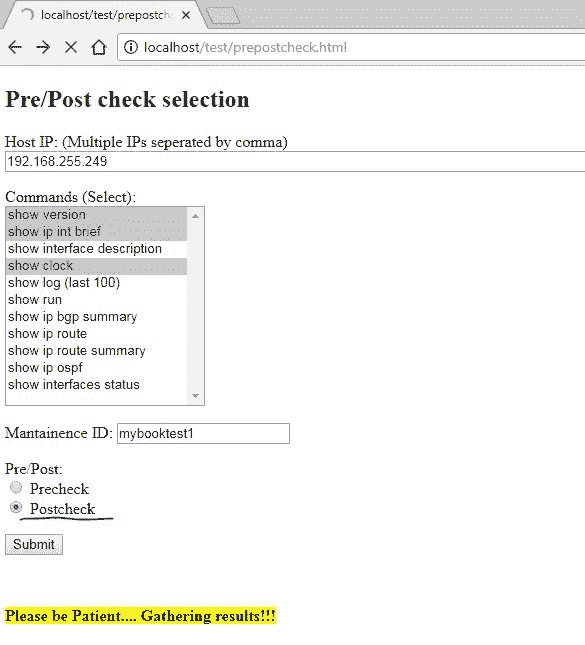 localhost/test/prepostch
localhost/test/prepostcheck.html
Pre/Post check selection
Host IP: (Multiple IPs seperated by comma)
192.168.255.249
Commands (Select):
show version
show ip int brief
show interface description
show clock
show log (last 100)
show run
show ip bgp summary
show ip route
show ip route summary
show ip ospf
show interfaces status
Mantainence ID: mybooktest1
Pre/Post:
Precheck
Postcheck
Submit
Please be Patient.... Gathering results!!!